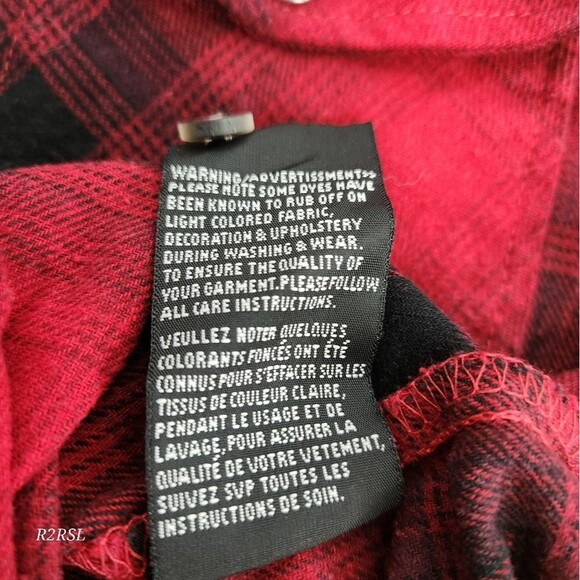 WARNING/ADVERTISSMENT>>
PLEASE NOTE SOME DYES HAVE
BEEN KNOWN TO RUB OFF ON
LIGHT COLORED FABRIC,
DECORATION & UPHOLSTERY
DURING WASHING & WEAR.
TO ENSURE THE QUALITY OF
YOUR GARMENT.PLEASE FOLLOW
ALL CARE INSTRUCTIONS.
VEULLEZ NOTER QUELQUES
COLORANTS FONCÉS ONT ÉTÉ
CONNUS POUR S'EFFACER SUR LES
TISSUS DE COULEUR CLAIRE,
PENDANT LE USAGE ET DE
LAVAGE, POUR ASSURER LA
QUALITÉ DE VOTRE VETEMENT,
SUIVEZ SVP TOUTES LES
INSTRUCTIONS DE SOIN.
R2RSL